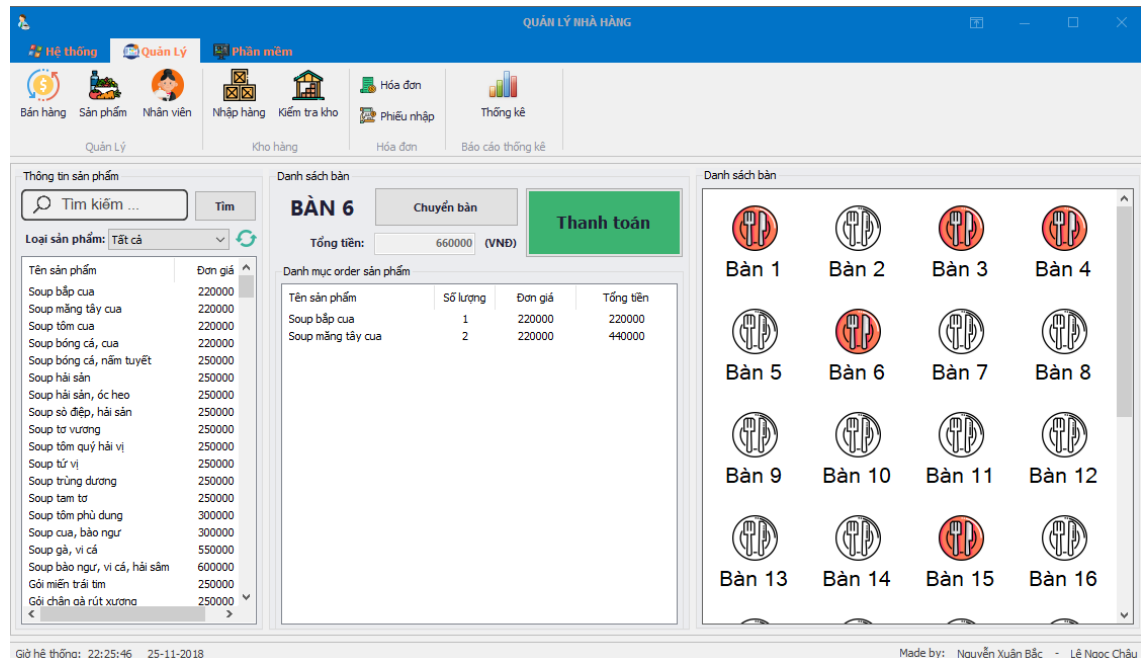 QUẢN LÝ NHÀ HÀNG
Hệ thống Quản Lý Phần mềm
Bán hàng Sản phẩm Nhân viên Nhập hàng Kiểm tra kho Hóa đơn Phiếu nhập Thống kê
Quản Lý Kho hàng Hóa đơn Báo cáo thống kê
Thông tin sản phẩm
Tìm kiếm ... Tìm
Loại sản phẩm: Tất cả
Tên sản phẩm Đơn giá
Soup bắp cua 220000
Soup măng tây cua 220000
Soup tôm cua 220000
Soup bóng cá, cua 220000
Soup bóng cá, nấm tuyết 250000
Soup hải sản 250000
Soup hải sản, óc heo 250000
Soup sò điệp, hải sản 250000
Soup tơ vương 250000
Soup tôm quý hải vị 250000
Soup tứ vị 250000
Soup trùng dương 250000
Soup tam tơ 250000
Soup tôm phù dung 300000
Soup cua, bào ngư 300000
Soup gà, vi cá 550000
Soup bào ngư, vi cá, hải sâm 600000
Gỏi miến trái tim 250000
Gỏi chân gà rút xương 250000
Danh sách bàn
BÀN 6 Chuyển bàn Thanh toán
Tổng tiền: 660000 (VNĐ)
Danh mục order sản phẩm
Tên sản phẩm Số lượng Đơn giá Tổng tiền
Soup bắp cua 1 220000 220000
Soup măng tây cua 2 220000 440000
Danh sách bàn
Bàn 1 Bàn 2 Bàn 3 Bàn 4
Bàn 5 Bàn 6 Bàn 7 Bàn 8
Bàn 9 Bàn 10 Bàn 11 Bàn 12
Bàn 13 Bàn 14 Bàn 15 Bàn 16
Giờ hệ thống: 22:25:46 25-11-2018 Made by: Nguyễn Xuân Bắc - Lê Ngọc Châu